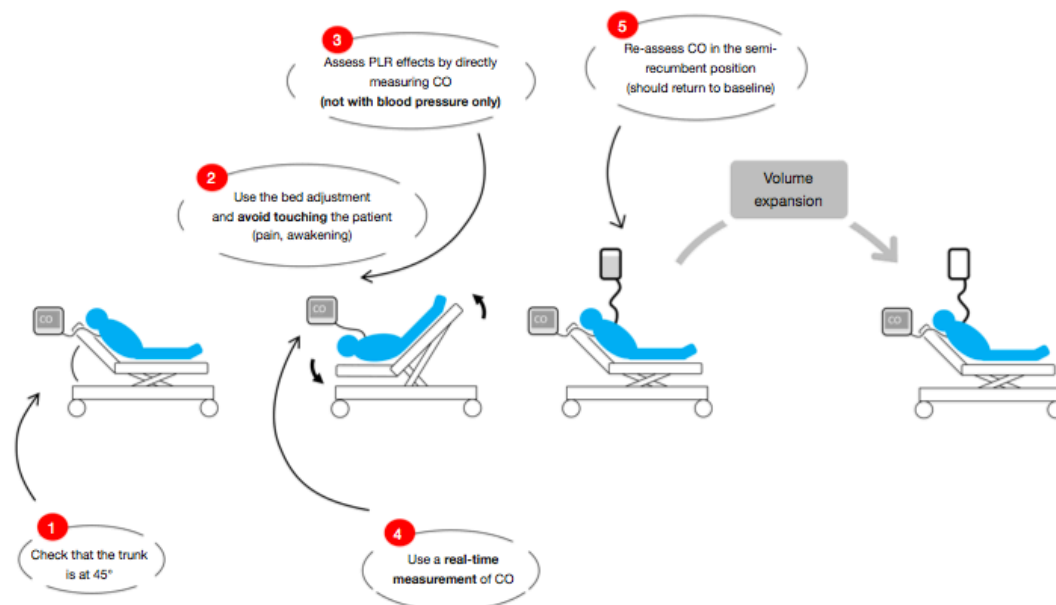 3
Assess PLR effects by directly
measuring CO
(not with blood pressure only)
5
Re-assess CO in the semi-
recumbent position
(should return to baseline)
2
Use the bed adjustment
and avoid touching the patient
(pain, awakening)
Volume
expansion
CO
CO
CO
CO
1
Check that the trunk
is at 45°
4
Use a real-time
measurement of CO